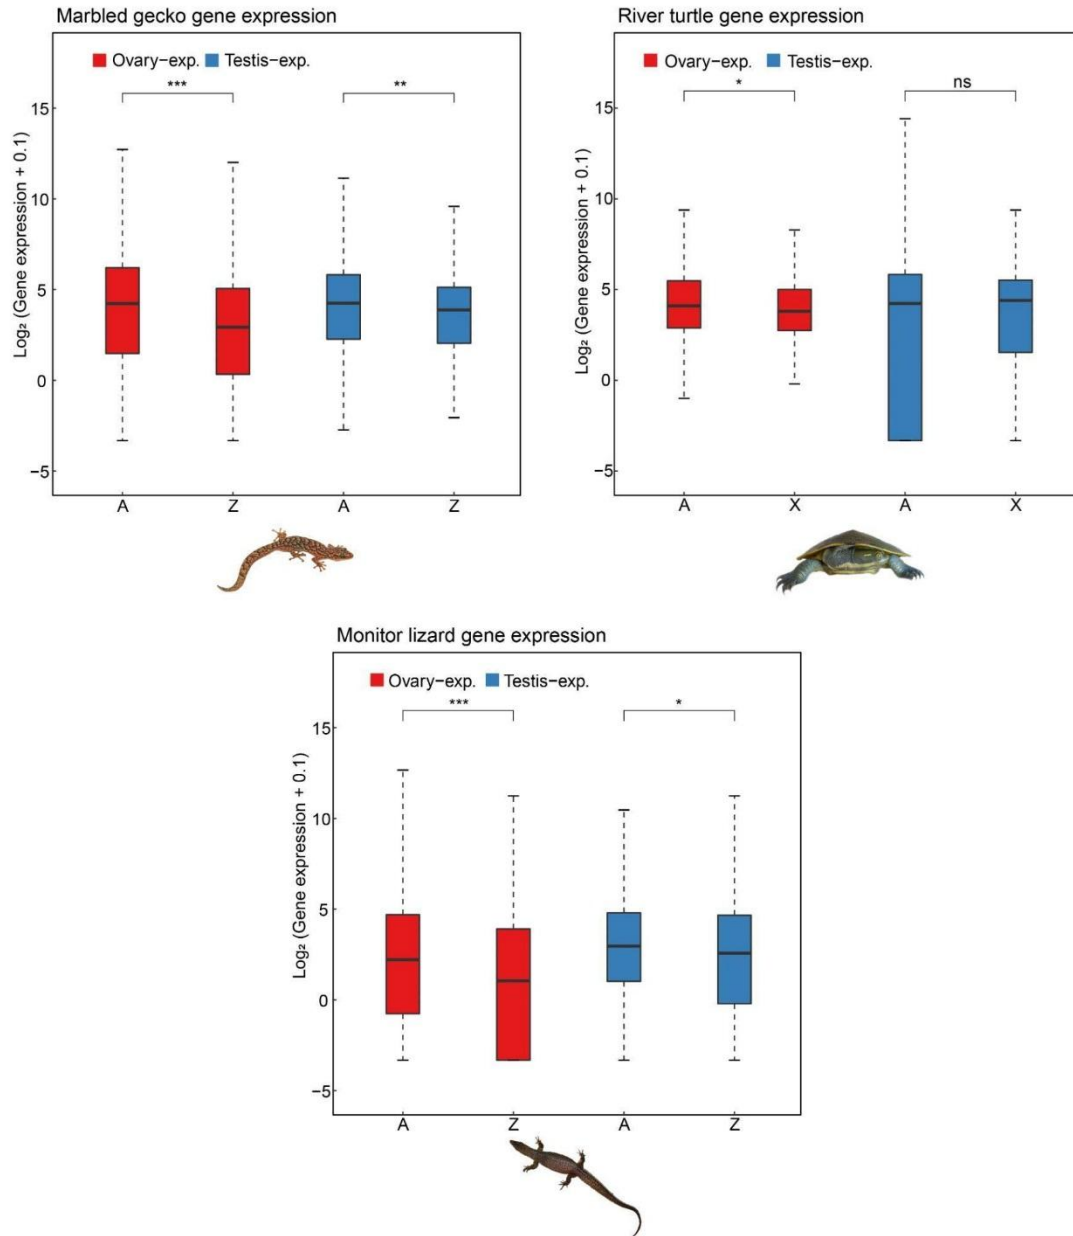 Marbled gecko gene expression
Ovary−exp. Testis−exp.
*** **
Log₂ (Gene expression + 0.1)
15
10
5
0
−5
A Z A Z
River turtle gene expression
Ovary−exp. Testis−exp.
* ns
Log₂ (Gene expression + 0.1)
15
10
5
0
−5
A X A X
Monitor lizard gene expression
Ovary−exp. Testis−exp.
*** *
Log₂ (Gene expression + 0.1)
15
10
5
0
−5
A Z A Z